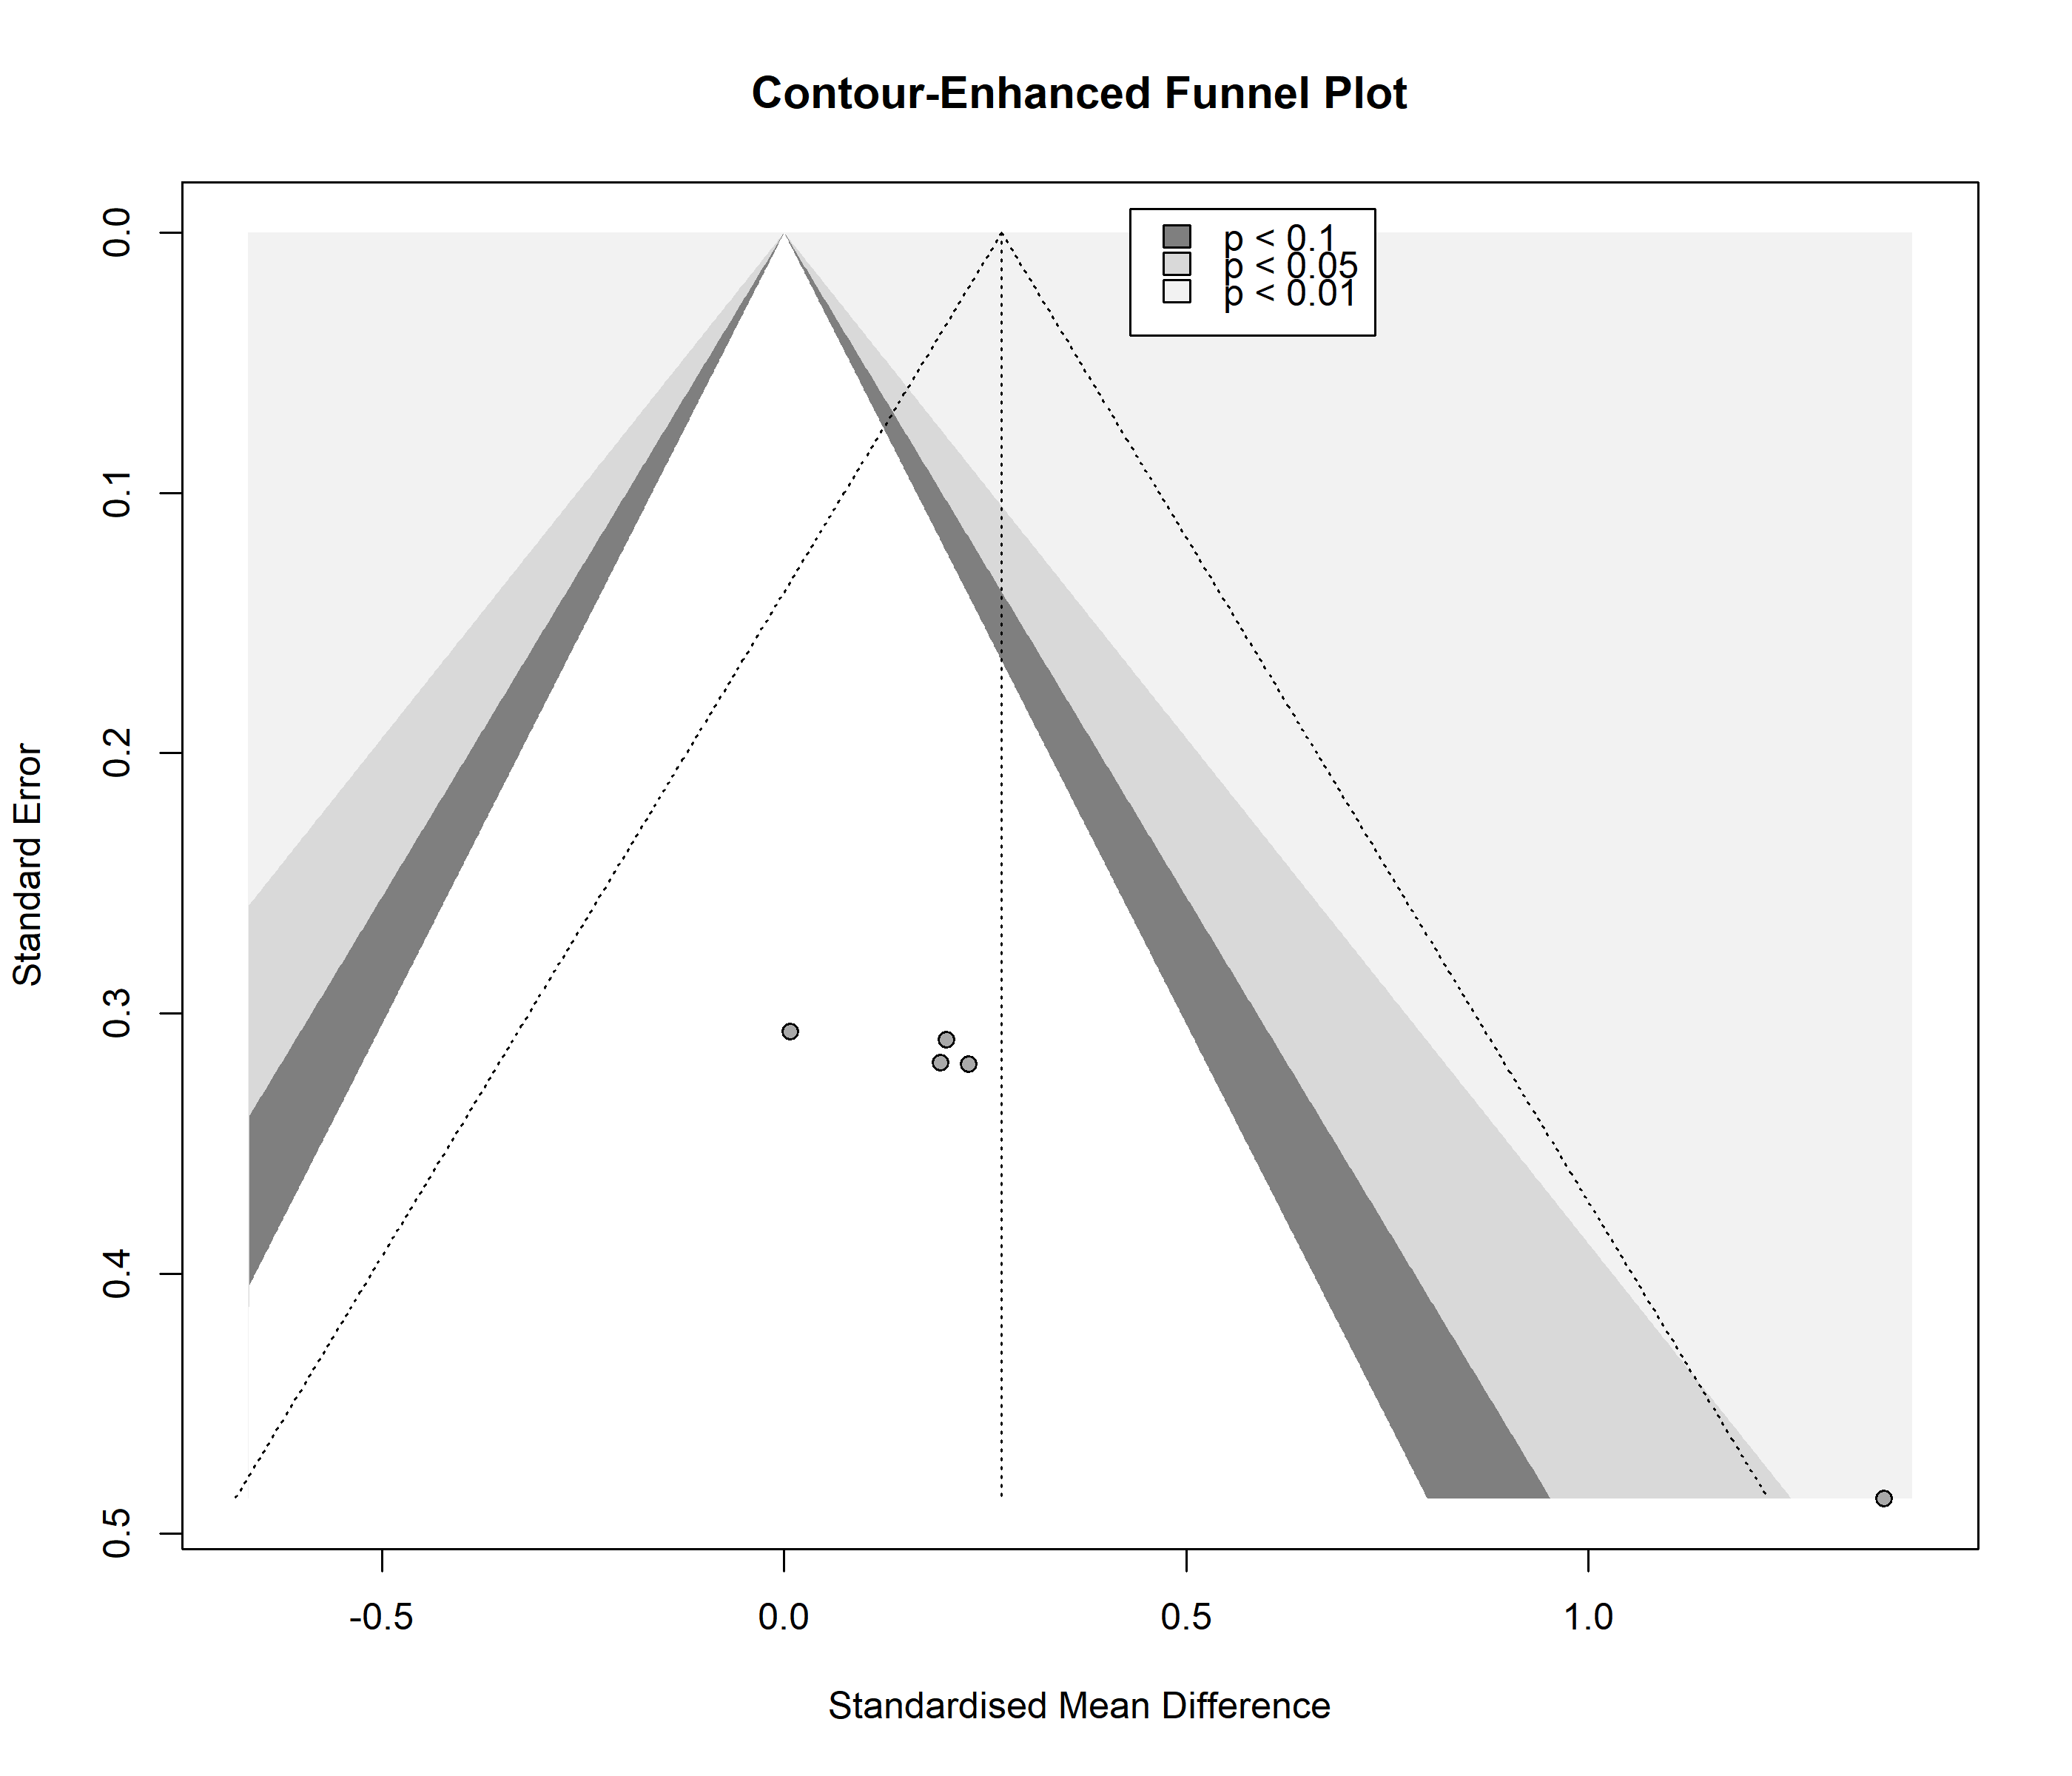 Contour-Enhanced Funnel Plot
p < 0.1
p < 0.05
p < 0.01
Standard Error
0.0
0.1
0.2
0.3
0.4
0.5
-0.5
0.0
0.5
1.0
Standardised Mean Difference